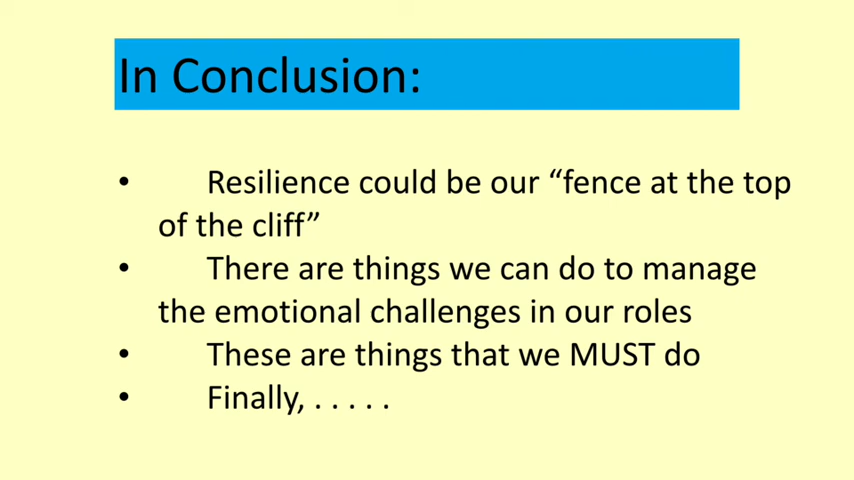 In Conclusion:
• Resilience could be our “fence at the top
of the cliff”
• There are things we can do to manage
the emotional challenges in our roles
• These are things that we MUST do
• Finally, . . . . .